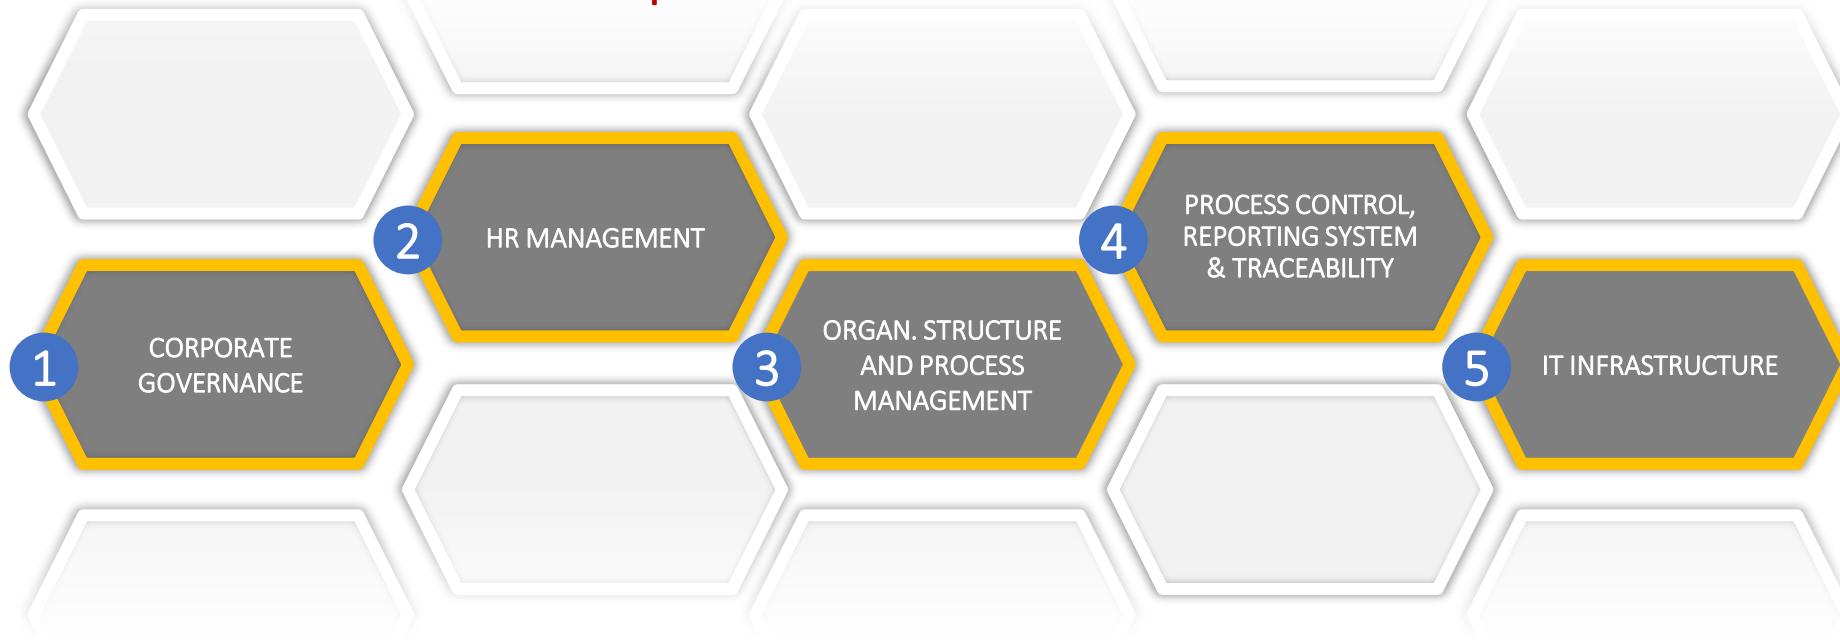 1
CORPORATE
GOVERNANCE
2
HR MANAGEMENT
3
ORGAN. STRUCTURE
AND PROCESS
MANAGEMENT
4
PROCESS CONTROL,
REPORTING SYSTEM
& TRACEABILITY
5
IT INFRASTRUCTURE